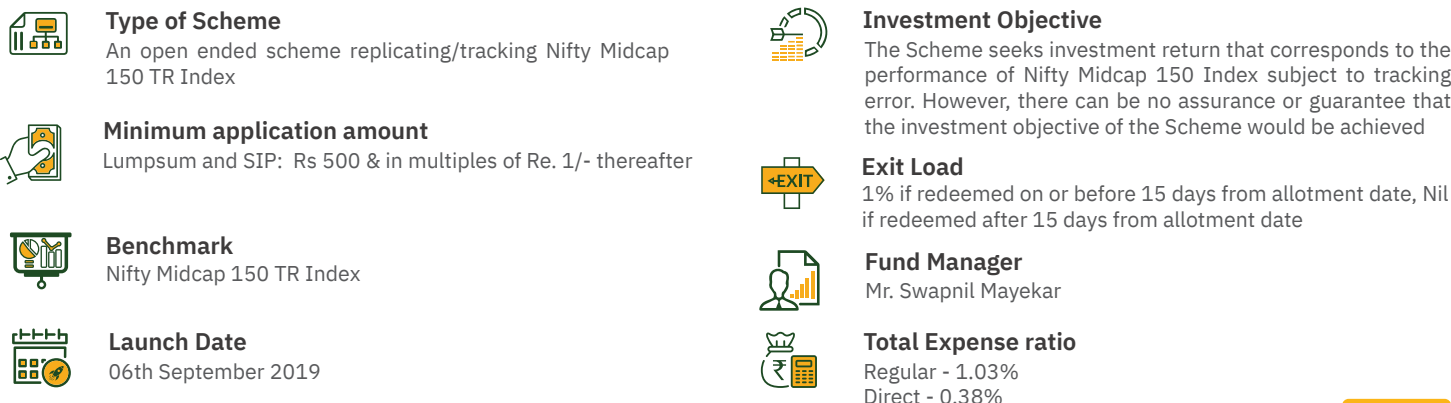 Type of Scheme
An open ended scheme replicating/tracking Nifty Midcap
150 TR Index
Minimum application amount
Lumpsum and SIP: Rs 500 & in multiples of Re. 1/- thereafter
Benchmark
Nifty Midcap 150 TR Index
Launch Date
06th September 2019
Investment Objective
The Scheme seeks investment return that corresponds to the
performance of Nifty Midcap 150 Index subject to tracking
error. However, there can be no assurance or guarantee that
the investment objective of the Scheme would be achieved
EXIT
Exit Load
1% if redeemed on or before 15 days from allotment date, Nil
if redeemed after 15 days from allotment date
Fund Manager
Mr. Swapnil Mayekar
₹
Total Expense ratio
Regular - 1.03%
Direct - 0.38%